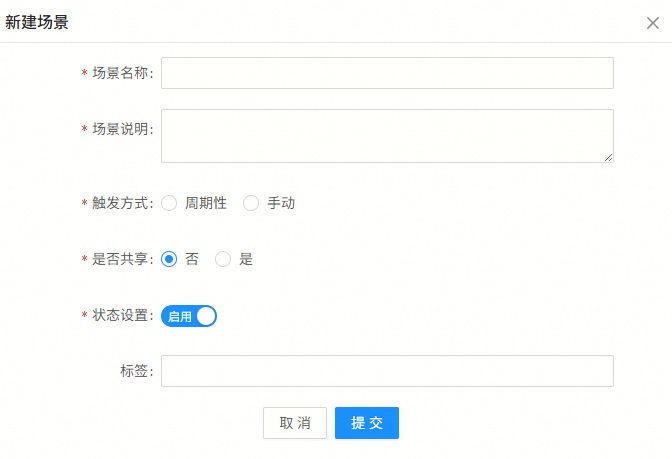 新建场景
* 场景名称:
* 场景说明:
* 触发方式: 周期性 手动
* 是否共享: 否 是
* 状态设置: 启用
标签:
取 消 提 交